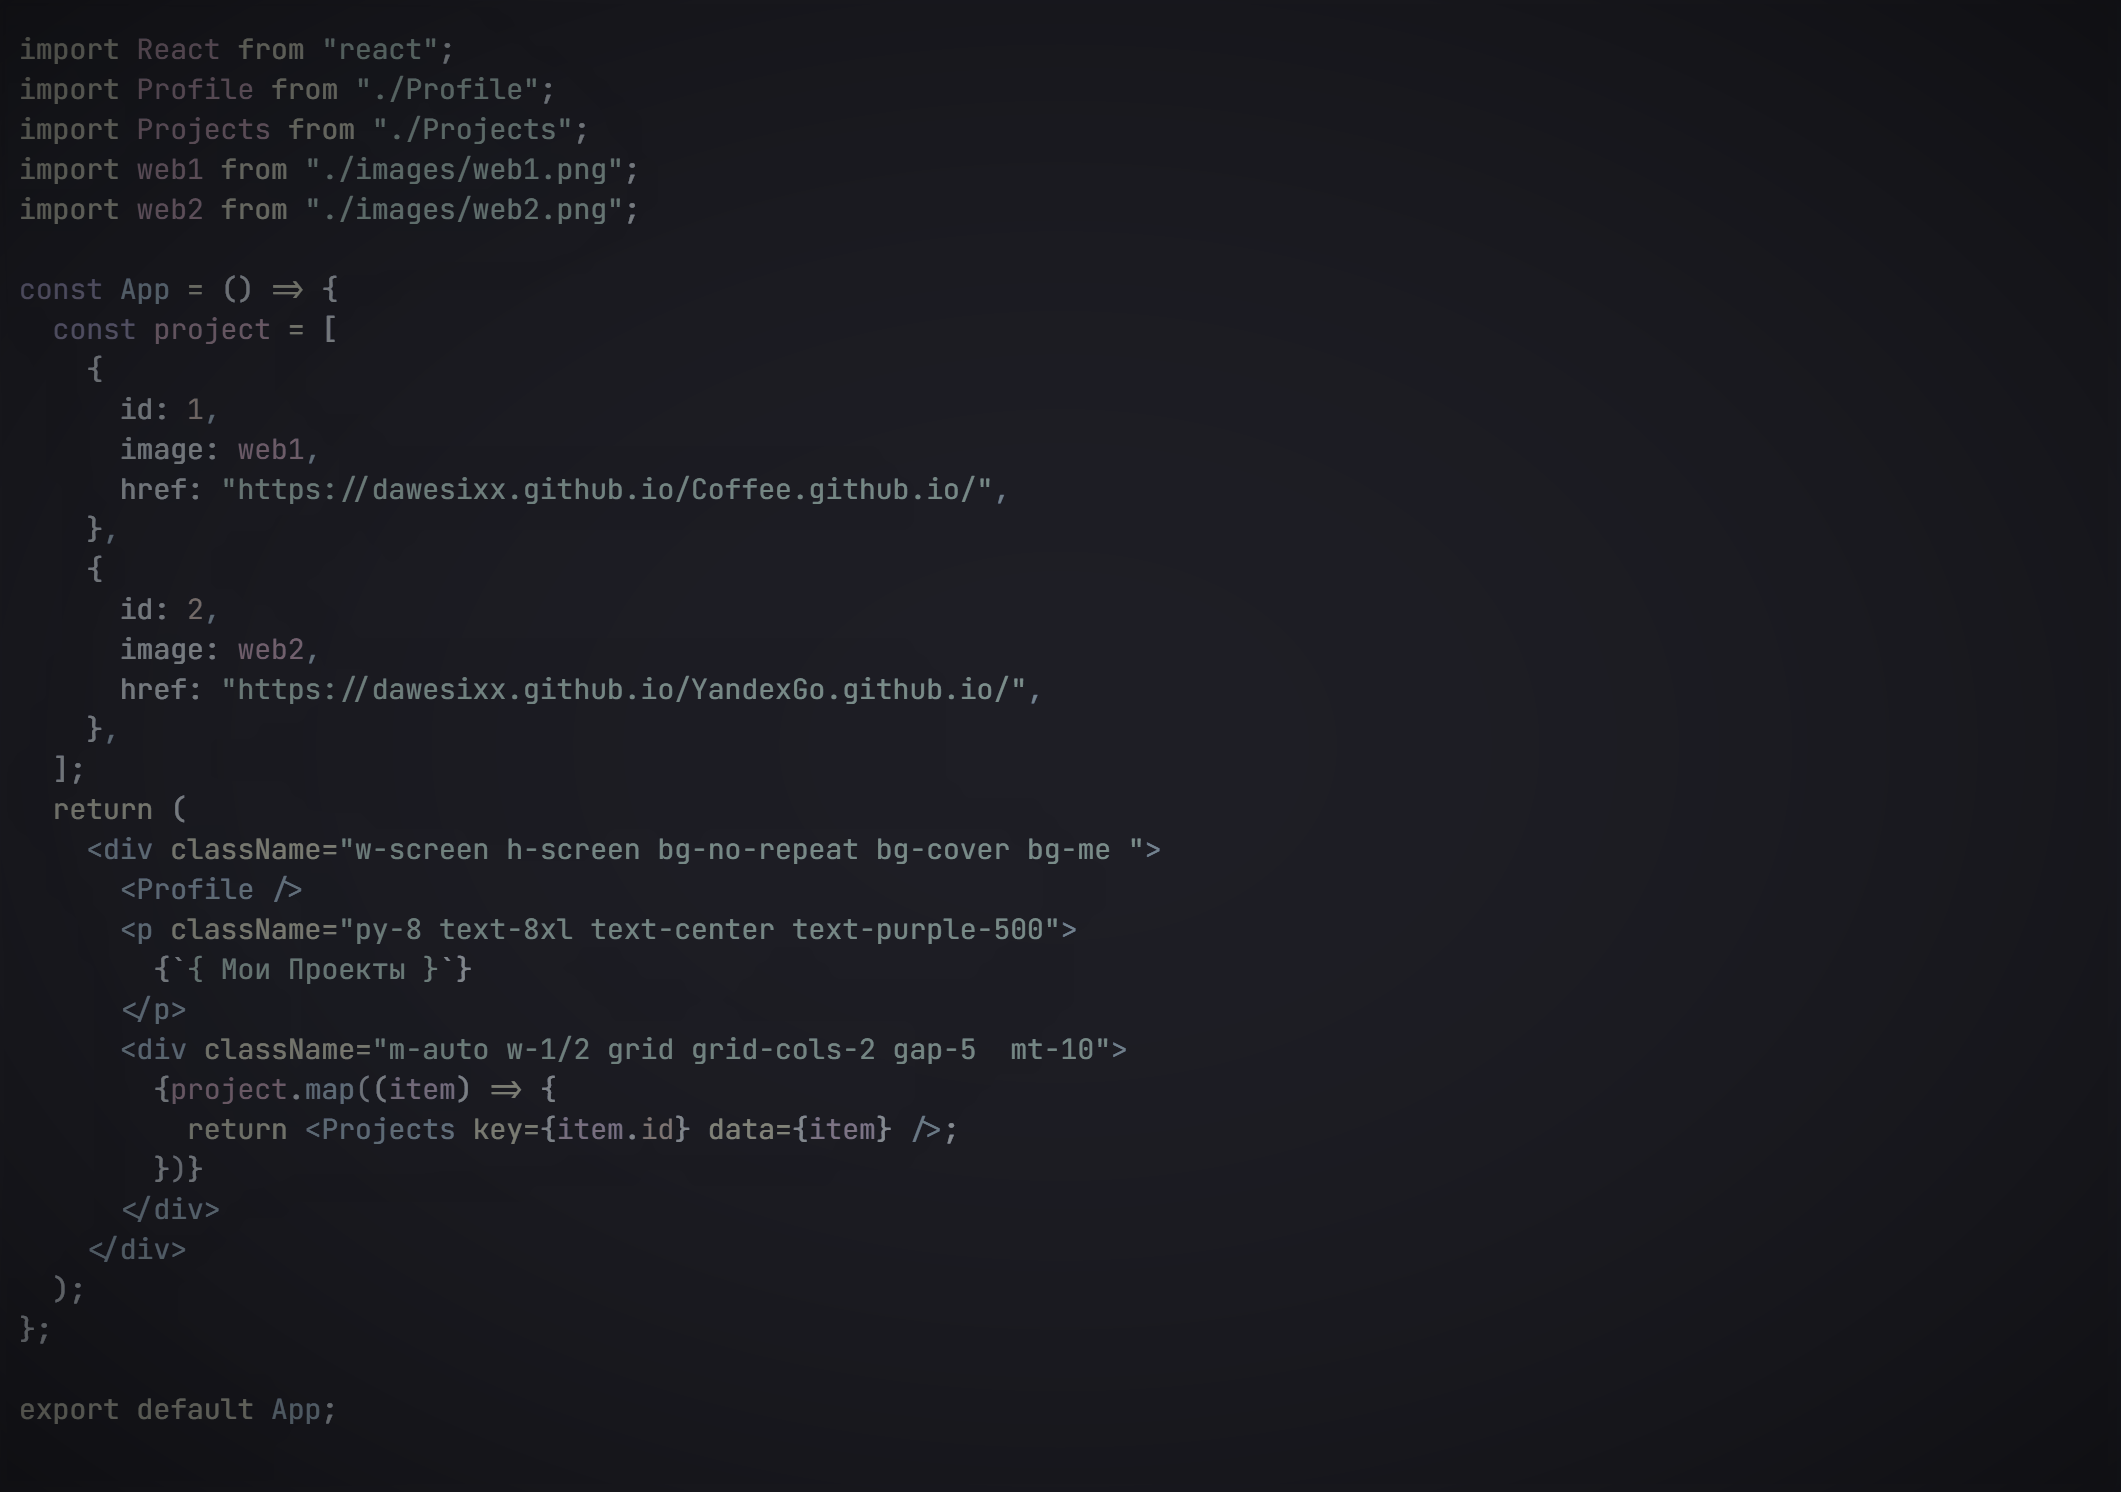 import React from "react";
import Profile from "./Profile";
import Projects from "./Projects";
import web1 from "./images/web1.png";
import web2 from "./images/web2.png";

const App = () => {
  const project = [
    {
      id: 1,
      image: web1,
      href: "https://dawesixx.github.io/Coffee.github.io/",
    },
    {
      id: 2,
      image: web2,
      href: "https://dawesixx.github.io/YandexGo.github.io/",
    },
  ];
  return (
    <div className="w-screen h-screen bg-no-repeat bg-cover bg-me ">
      <Profile />
      <p className="py-8 text-8xl text-center text-purple-500">
        {`{ Мои Проекты }`}
      </p>
      <div className="m-auto w-1/2 grid grid-cols-2 gap-5  mt-10">
        {project.map((item) => {
          return <Projects key={item.id} data={item} />;
        })}
      </div>
    </div>
  );
};

export default App;